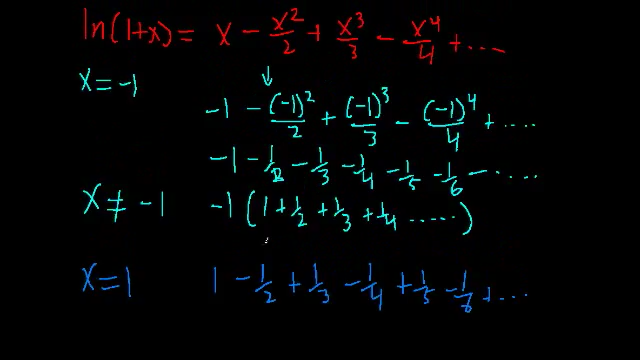 ln(1+x) = x - x²/2 + x³/3 - x⁴/4 + ....
x = -1
-1 - (-1)²/2 + (-1)³/3 - (-1)⁴/4 + ....
-1 - 1/2 - 1/3 - 1/4 - 1/5 - 1/6 - ....
x ≠ -1 -1(1 + 1/2 + 1/3 + 1/4 ......)
x = 1 1 - 1/2 + 1/3 - 1/4 + 1/5 - 1/6 + ...